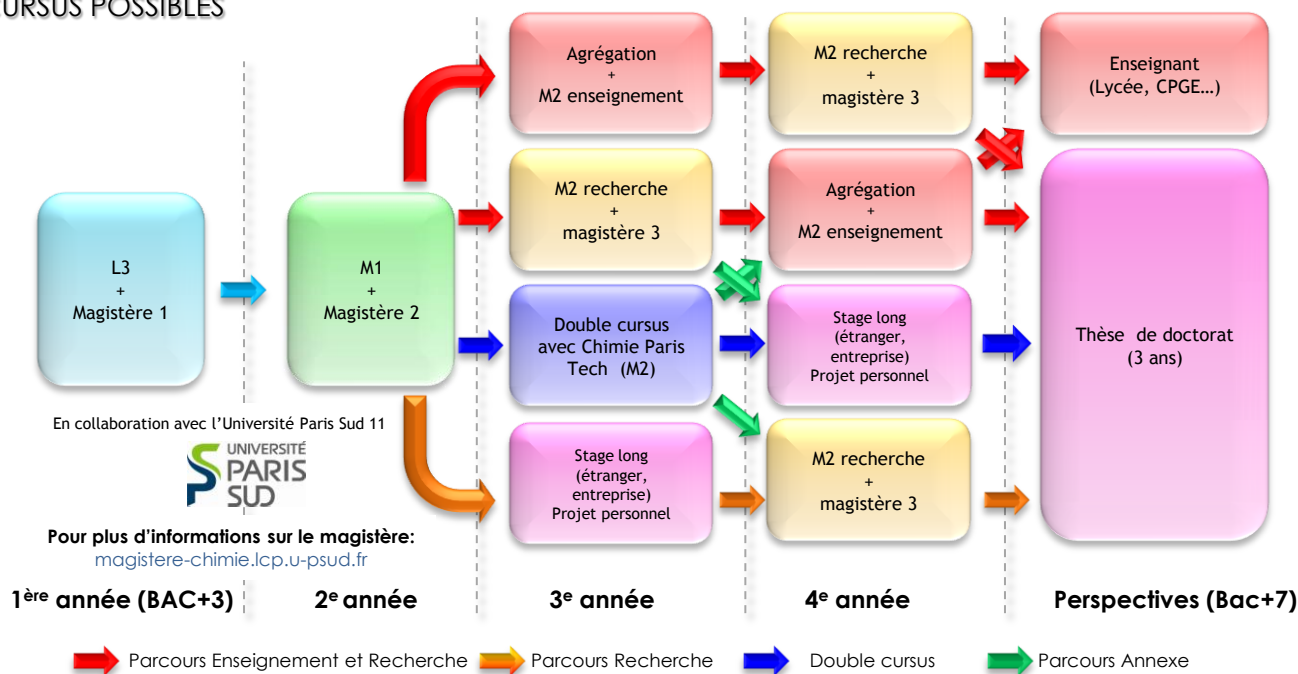 CURSUS POSSIBLES
Agrégation
+
M2 enseignement
M2 recherche
+
magistère 3
Enseignant
(Lycée, CPGE…)
L3
+
Magistère 1
M1
+
Magistère 2
M2 recherche
+
magistère 3
Agrégation
+
M2 enseignement
Double cursus
avec Chimie Paris
Tech (M2)
Stage long
(étranger,
entreprise)
Projet personnel
Thèse de doctorat
(3 ans)
Stage long
(étranger,
entreprise)
Projet personnel
M2 recherche
+
magistère 3
En collaboration avec l’Université Paris Sud 11
UNIVERSITÉ
PARIS
SUD
Pour plus d’informations sur le magistère:
magistere-chimie.lcp.u-psud.fr
1ère année (BAC+3)
2e année
3e année
4e année
Perspectives (Bac+7)
Parcours Enseignement et Recherche
Parcours Recherche
Double cursus
Parcours Annexe